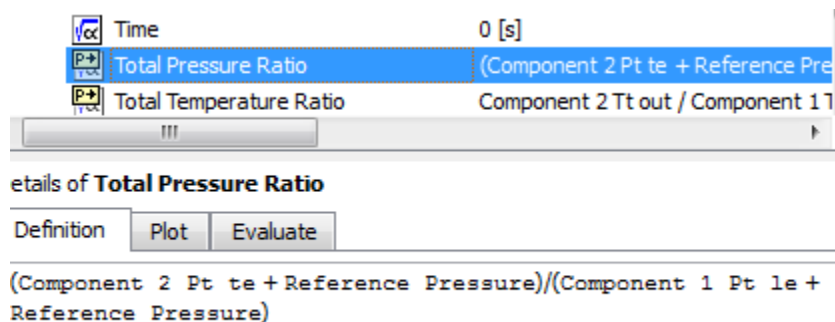 Time 0 [s]
Total Pressure Ratio (Component 2 Pt te + Reference Pre
Total Temperature Ratio Component 2 Tt out / Component 1 T
etails of Total Pressure Ratio
Definition Plot Evaluate
(Component 2 Pt te + Reference Pressure)/(Component 1 Pt le +
Reference Pressure)